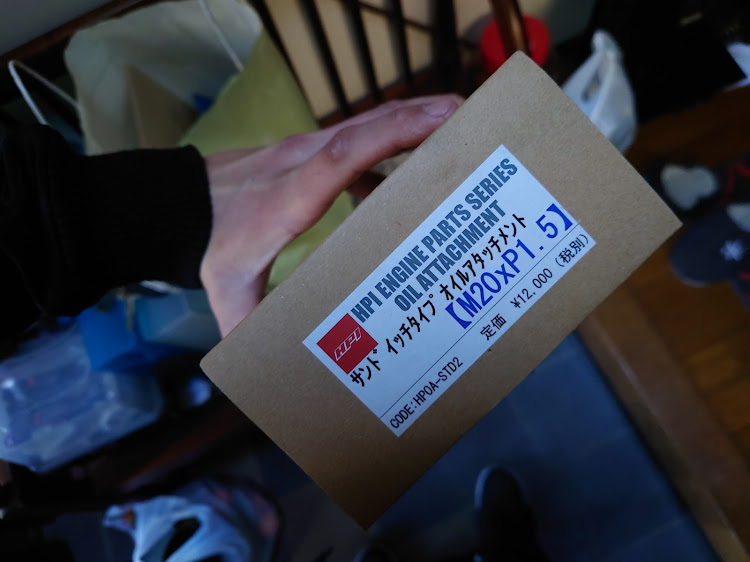 HPI ENGINE PARTS SERIES
OIL ATTACHMENT
サンドイッチタイプ オイルアタッチメント
【M20xP1.5】
HPI
CODE:HPOA-STD2 定価 ¥12,000 (税別)